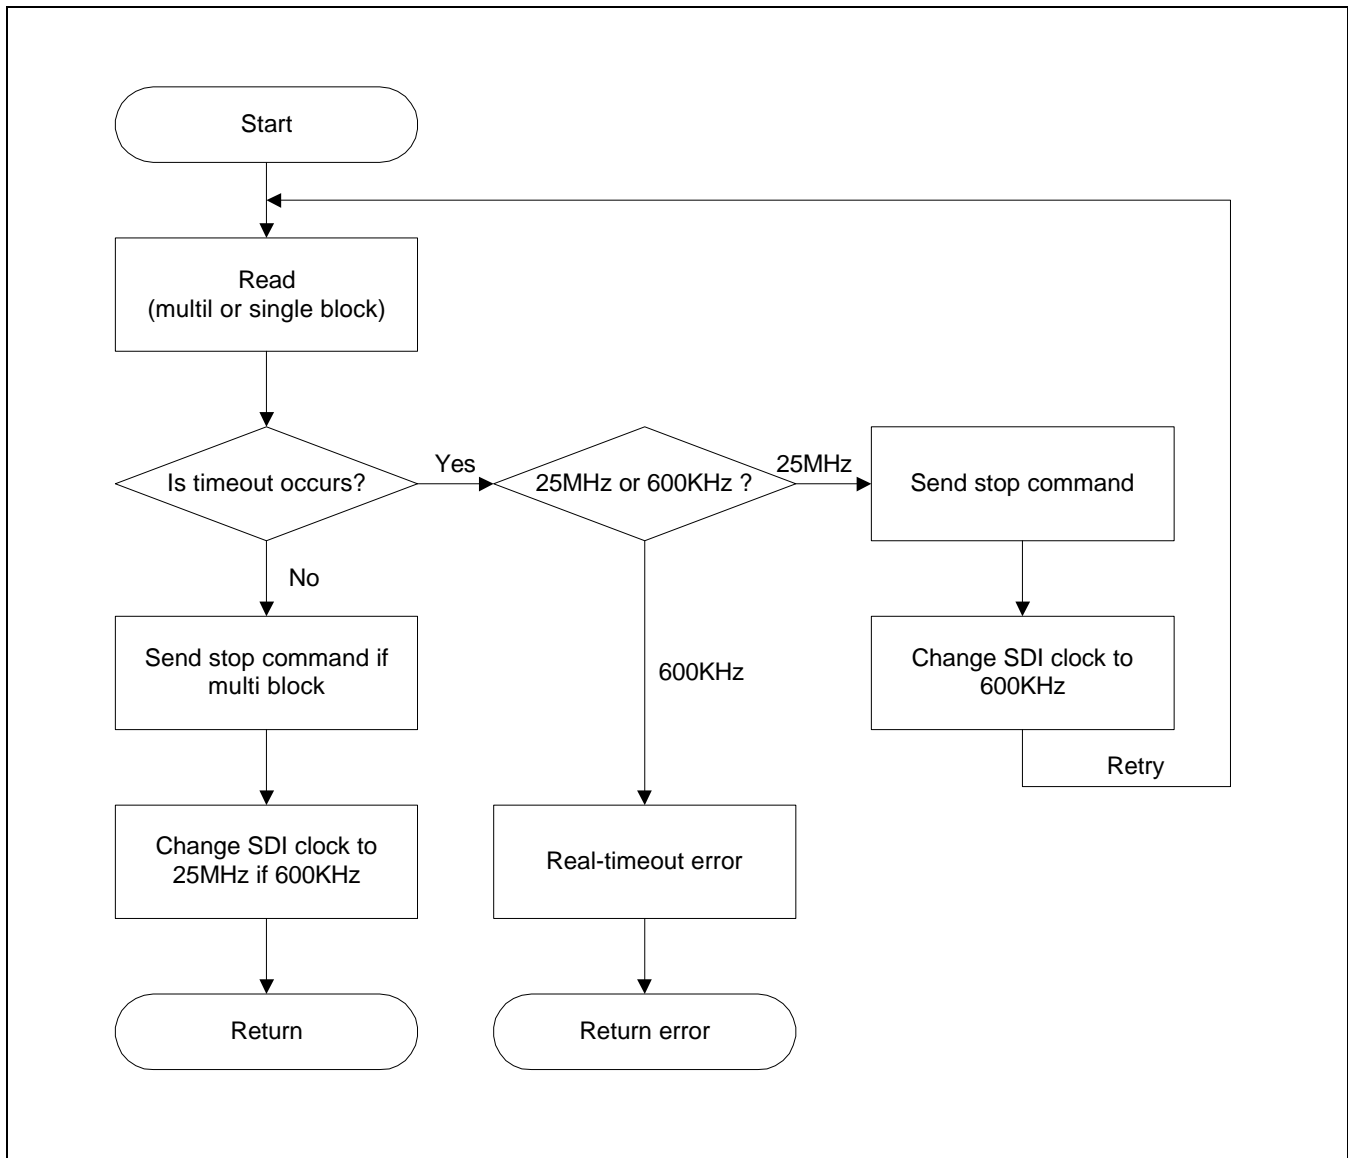 Start
Read
(multil or single block)
Is timeout occurs?
Yes
25MHz or 600KHz ?
25MHz
Send stop command
No
Send stop command if
multi block
600KHz
Change SDI clock to
600KHz
Retry
Change SDI clock to
25MHz if 600KHz
Real-timeout error
Return
Return error